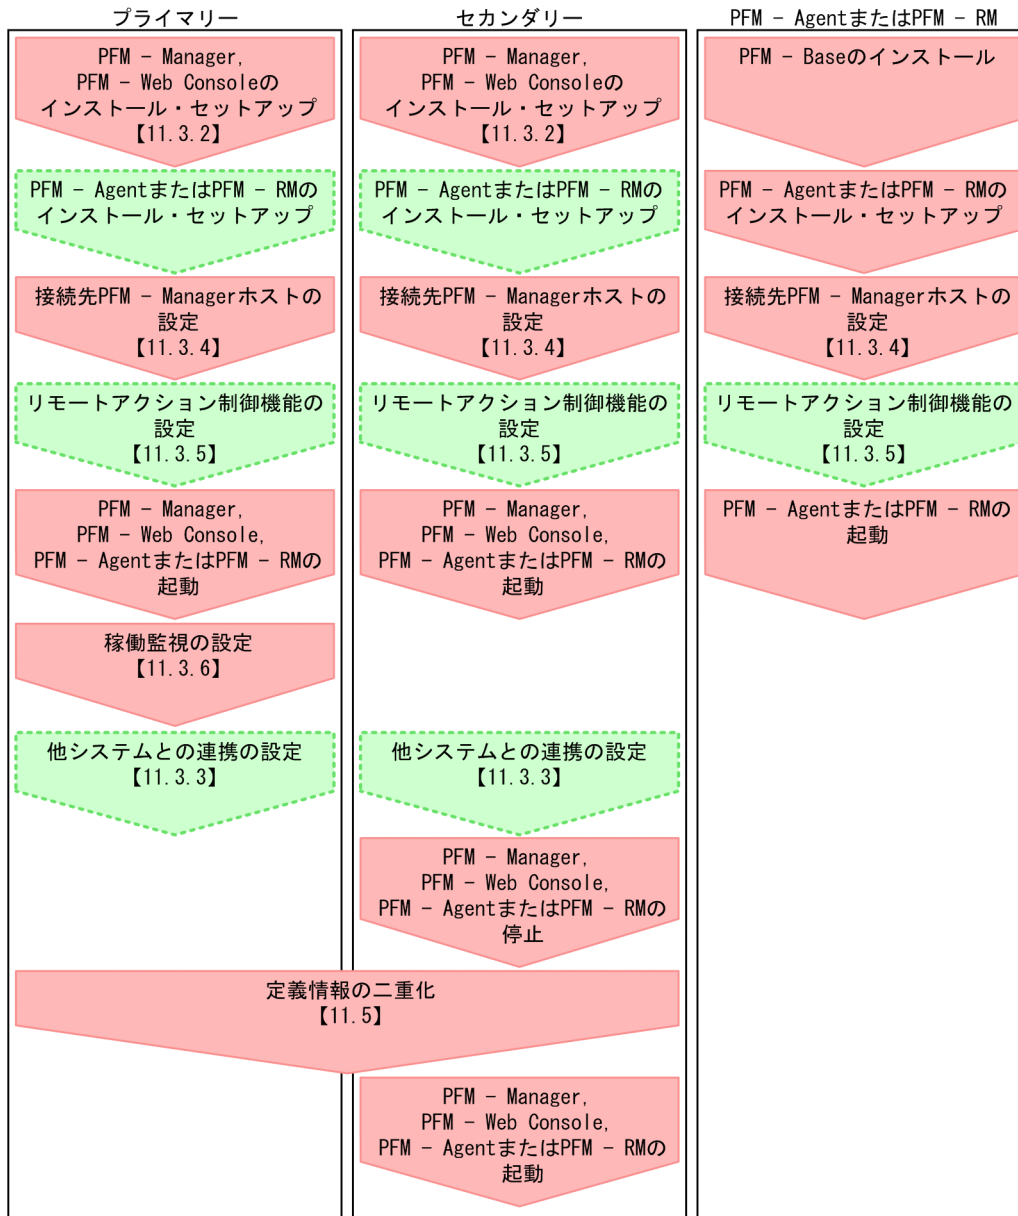 プライマリー
セカンダリー
PFM − AgentまたはPFM − RM
PFM − Manager,
PFM − Web Consoleの
インストール・セットアップ
【11.3.2】
PFM − Manager,
PFM − Web Consoleの
インストール・セットアップ
【11.3.2】
PFM − Baseのインストール
PFM − AgentまたはPFM − RMの
インストール・セットアップ
PFM − AgentまたはPFM − RMの
インストール・セットアップ
PFM − AgentまたはPFM − RMの
インストール・セットアップ
接続先PFM − Managerホストの
設定
【11.3.4】
接続先PFM − Managerホストの
設定
【11.3.4】
接続先PFM − Managerホストの
設定
【11.3.4】
リモートアクション制御機能の
設定
【11.3.5】
リモートアクション制御機能の
設定
【11.3.5】
リモートアクション制御機能の
設定
【11.3.5】
PFM − Manager,
PFM − Web Console,
PFM − AgentまたはPFM − RMの
起動
PFM − Manager,
PFM − Web Console,
PFM − AgentまたはPFM − RMの
起動
PFM − AgentまたはPFM − RMの
起動
稼働監視の設定
【11.3.6】
他システムとの連携の設定
【11.3.3】
他システムとの連携の設定
【11.3.3】
PFM − Manager,
PFM − Web Console,
PFM − AgentまたはPFM − RMの
停止
定義情報の二重化
【11.5】
PFM − Manager,
PFM − Web Console,
PFM − AgentまたはPFM − RMの
起動